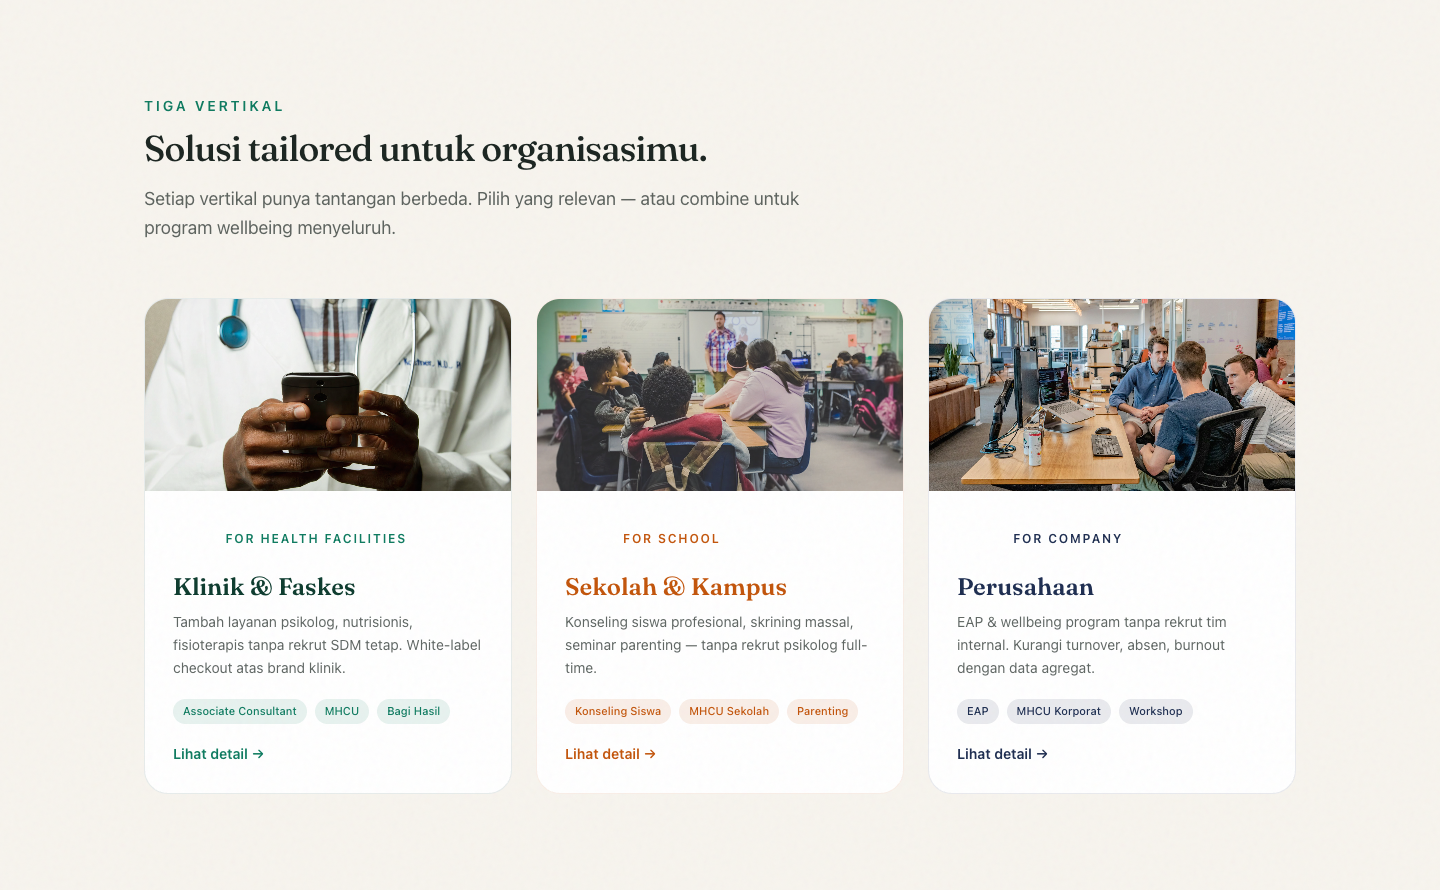 TIGA VERTIKAL
Solusi tailored untuk organisasimu.
Setiap vertikal punya tantangan berbeda. Pilih yang relevan — atau combine untuk
program wellbeing menyeluruh.
FOR HEALTH FACILITIES
Klinik & Faskes
Tambah layanan psikolog, nutrisionis,
fisioterapis tanpa rekrut SDM tetap. White-label
checkout atas brand klinik.
Associate Consultant
MHCU
Bagi Hasil
Lihat detail →
FOR SCHOOL
Sekolah & Kampus
Konseling siswa profesional, skrining massal,
seminar parenting — tanpa rekrut psikolog full-
time.
Konseling Siswa
MHCU Sekolah
Parenting
Lihat detail →
FOR COMPANY
Perusahaan
EAP & wellbeing program tanpa rekrut tim
internal. Kurangi turnover, absen, burnout
dengan data agregat.
EAP
MHCU Korporat
Workshop
Lihat detail →